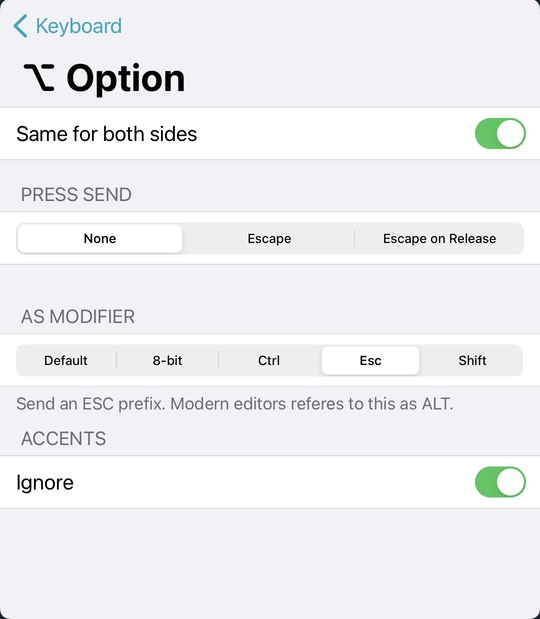 Keyboard
⌥ Option
Same for both sides
PRESS SEND
None Escape Escape on Release
AS MODIFIER
Default 8-bit Ctrl Esc Shift
Send an ESC prefix. Modern editors referes to this as ALT.
ACCENTS
Ignore